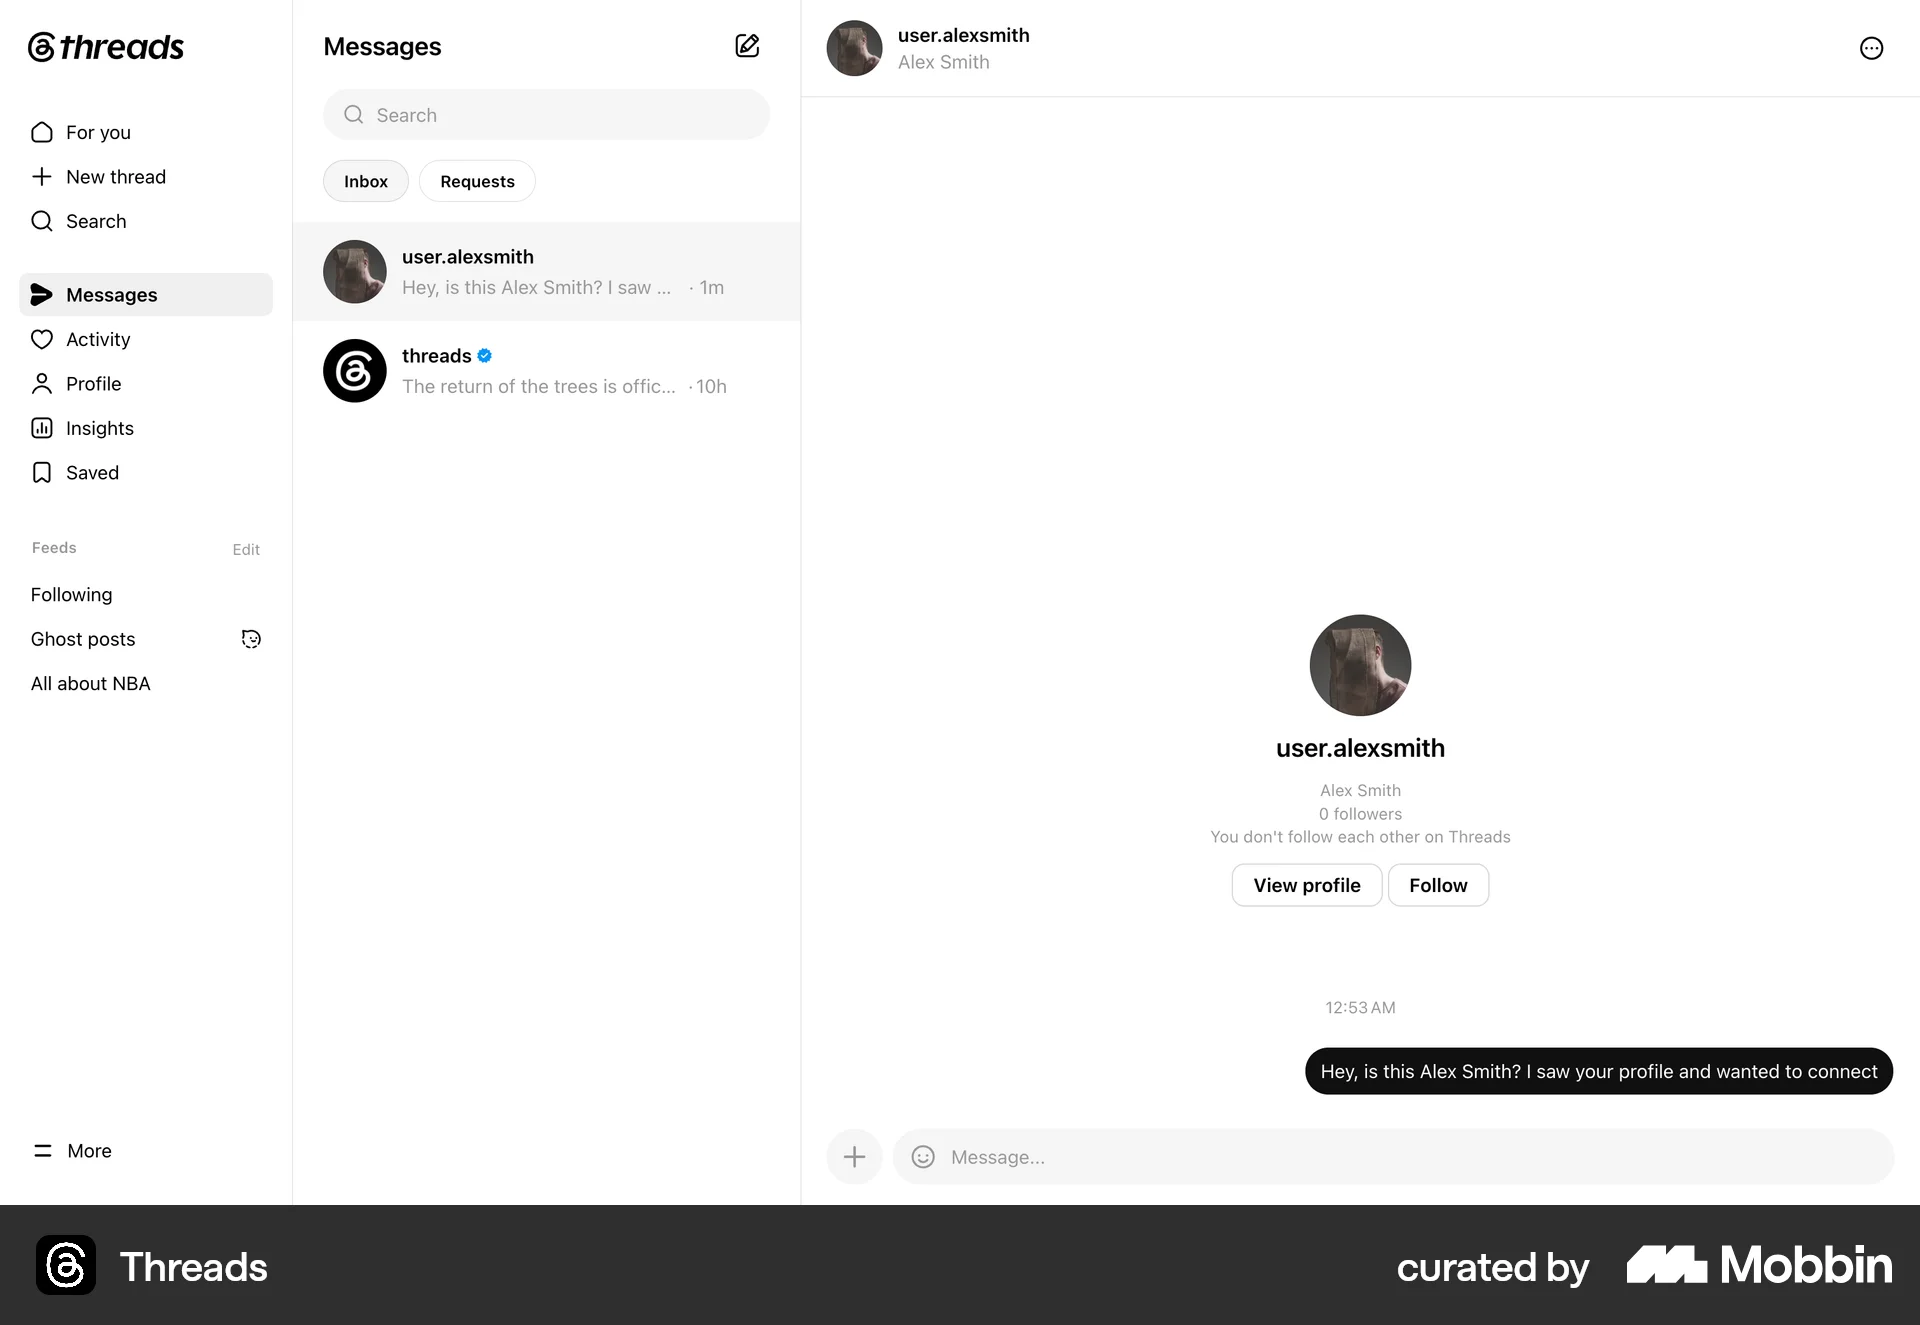 threads
For you
New thread
Search
Messages
Activity
Profile
Insights
Saved
Feeds
Edit
Following
Ghost posts
All about NBA
More
Messages
Search
Inbox
Requests
user.alexsmith
Hey, is this Alex Smith? I saw ... · 1m
threads
The return of the trees is offic... · 10h
user.alexsmith
Alex Smith
user.alexsmith
Alex Smith
0 followers
You don't follow each other on Threads
View profile
Follow
12:53 AM
Hey, is this Alex Smith? I saw your profile and wanted to connect
Message...
Threads
curated by Mobbin